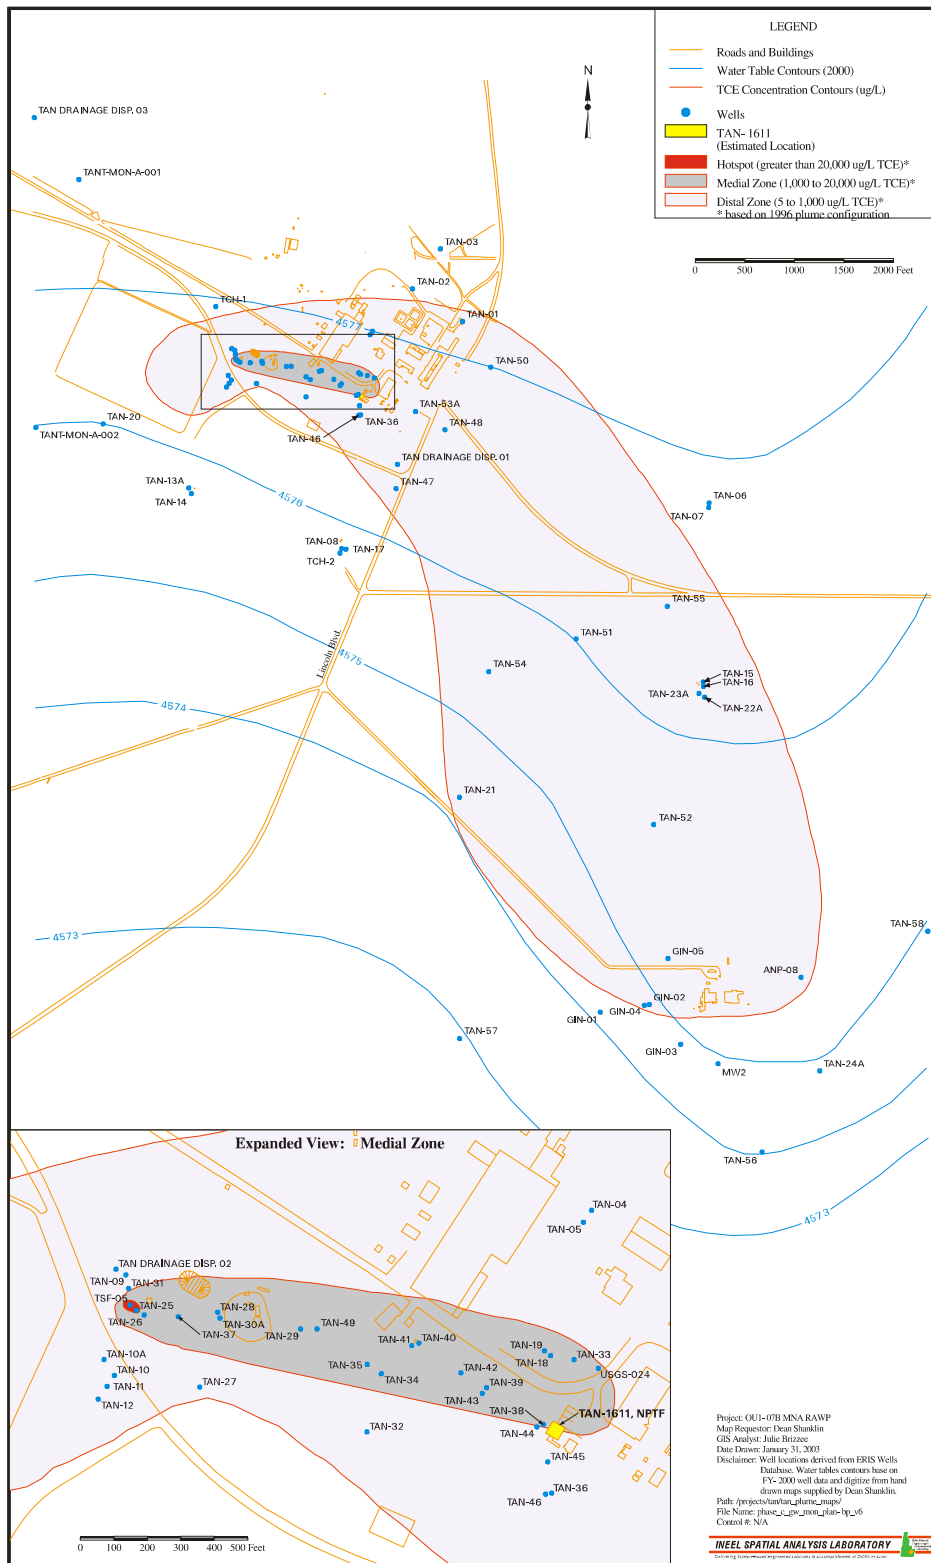 LEGEND
Roads and Buildings
Water Table Contours (2000)
TCE Concentration Contours (ug/L)
Wells
TAN- 1611
(Estimated Location)
Hotspot (greater than 20,000 ug/L TCE)*
Medial Zone (1,000 to 20,000 ug/L TCE)*
Distal Zone (5 to 1,000 ug/L TCE)*
* based on 1996 plume configuration
N
0 500 1000 1500 2000 Feet
TAN DRAINAGE DISP. 03
TANT-MON-A-001
TAN-03
TAN-02
TCH-1
4577
TAN-01
TAN-50
TAN-53A
TAN-20
TAN-36
TAN-48
TANT-MON-A-002
TAN-46
TAN DRAINAGE DISP. 01
TAN-13A
TAN-47
TAN-14
4576
TAN-06
TAN-07
TAN-08
TAN-17
TCH-2
TAN-55
Lincoln Blvd.
TAN-51
4575
TAN-54
TAN-15
TAN-16
TAN-23A
TAN-22A
4574
TAN-21
TAN-52
TAN-58
4573
GIN-05
ANP-08
GIN-02
GIN-04
GIN-01
TAN-57
GIN-03
MW2
TAN-24A
TAN-56
4573
Expanded View: Medial Zone
TAN-04
TAN-05
TAN DRAINAGE DISP. 02
TAN-09
TAN-31
TSF-05
TAN-25
TAN-28
TAN-26
TAN-30A
TAN-37
TAN-29
TAN-49
TAN-41
TAN-40
TAN-19
TAN-33
TAN-18
TAN-10A
TAN-35
TAN-42
USGS-024
TAN-10
TAN-34
TAN-11
TAN-27
TAN-39
TAN-12
TAN-43
TAN-38
TAN-1611, NPTF
TAN-32
TAN-44
TAN-45
TAN-36
TAN-46
0 100 200 300 400 500 Feet
Project: OU1- 07B MNA RAWP
Map Requestor: Dean Shanklin
GIS Analyst: Julie Brizzee
Date Drawn: January 31, 2003
Disclaimer: Well locations derived from ERIS Wells
Database. Water tables contours base on
FY- 2000 well data and digitize from hand
drawn maps supplied by Dean Shanklin.
Path: /projects/tan/tan_plume_maps/
File Name: phase_c_gw_mon_plan- bp_v6
Control #: N/A
INEEL SPATIAL ANALYSIS LABORATORY